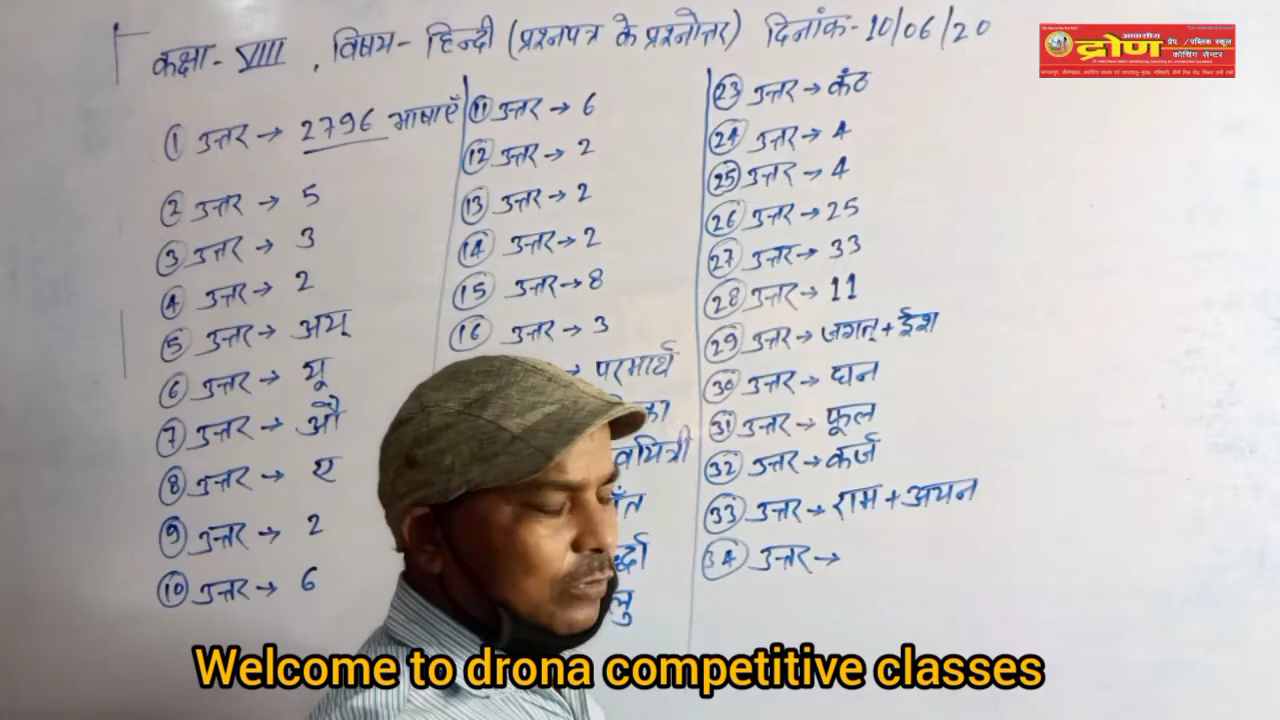 कक्षा- VIII , विषय- हिन्दी (प्रश्नपत्र के प्रश्नोत्तर) दिनांक-10/06/20
① उत्तर → 2796 भाषाएँ
② उत्तर → 5
③ उत्तर → 3
④ उत्तर → 2
⑤ उत्तर → अय्
⑥ उत्तर → यू
⑦ उत्तर → औ
⑧ उत्तर → ए
⑨ उत्तर → 2
⑩ उत्तर → 6
⑪ उत्तर → 6
⑫ उत्तर → 2
⑬ उत्तर → 2
⑭ उत्तर → 2
⑮ उत्तर → 8
⑯ उत्तर → 3
→ परमार्थ
का
वयित्री
र्द्धा
लु
㉓ उत्तर → कंठ
㉔ उत्तर → 4
㉕ उत्तर → 4
㉖ उत्तर → 25
㉗ उत्तर → 33
㉘ उत्तर → 11
㉙ उत्तर → जगत् + ईश
㉚ उत्तर → घन
㉛ उत्तर → फूल
㉜ उत्तर → कर्ज
㉝ उत्तर → राम + अयन
㉞ उत्तर →
आवासीय
द्रोण प्रेप. / पब्लिक स्कूल
कोचिंग सेन्टर
Welcome to drona competitive classes